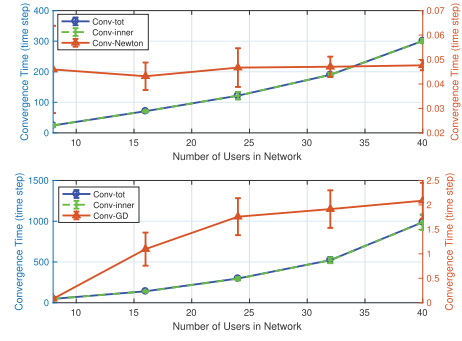 400
300
200
100
0
Convergence Time (time step)
Conv-tot
Conv-inner
Conv-Newton
0.07
0.06
0.05
0.04
0.03
0.02
Convergence Time (time step)
10 15 20 25 30 35 40
Number of Users in Network
1500
1000
500
0
Convergence Time (time step)
Conv-tot
Conv-inner
Conv-GD
2.5
2
1.5
1
0.5
0
Convergence Time (time step)
10 15 20 25 30 35 40
Number of Users in Network